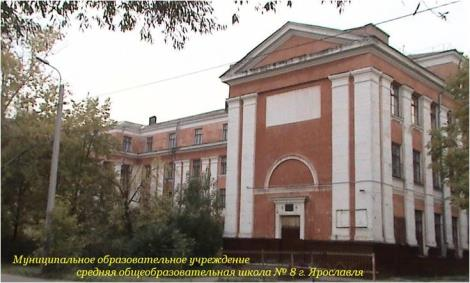 Муниципальное образовательное учреждение
средняя общеобразовательная школа № 8 г. Ярославля